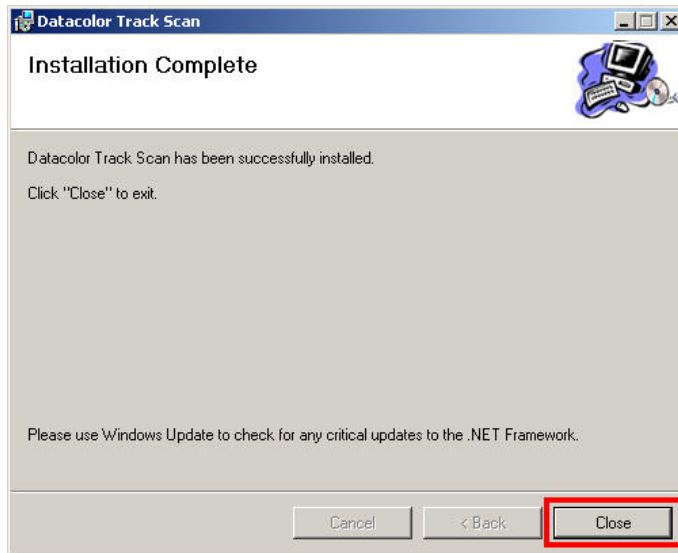 Datacolor Track Scan
Installation Complete
Datacolor Track Scan has been successfully installed.
Click "Close" to exit.
Please use Windows Update to check for any critical updates to the .NET Framework.
Cancel
< Back
Close